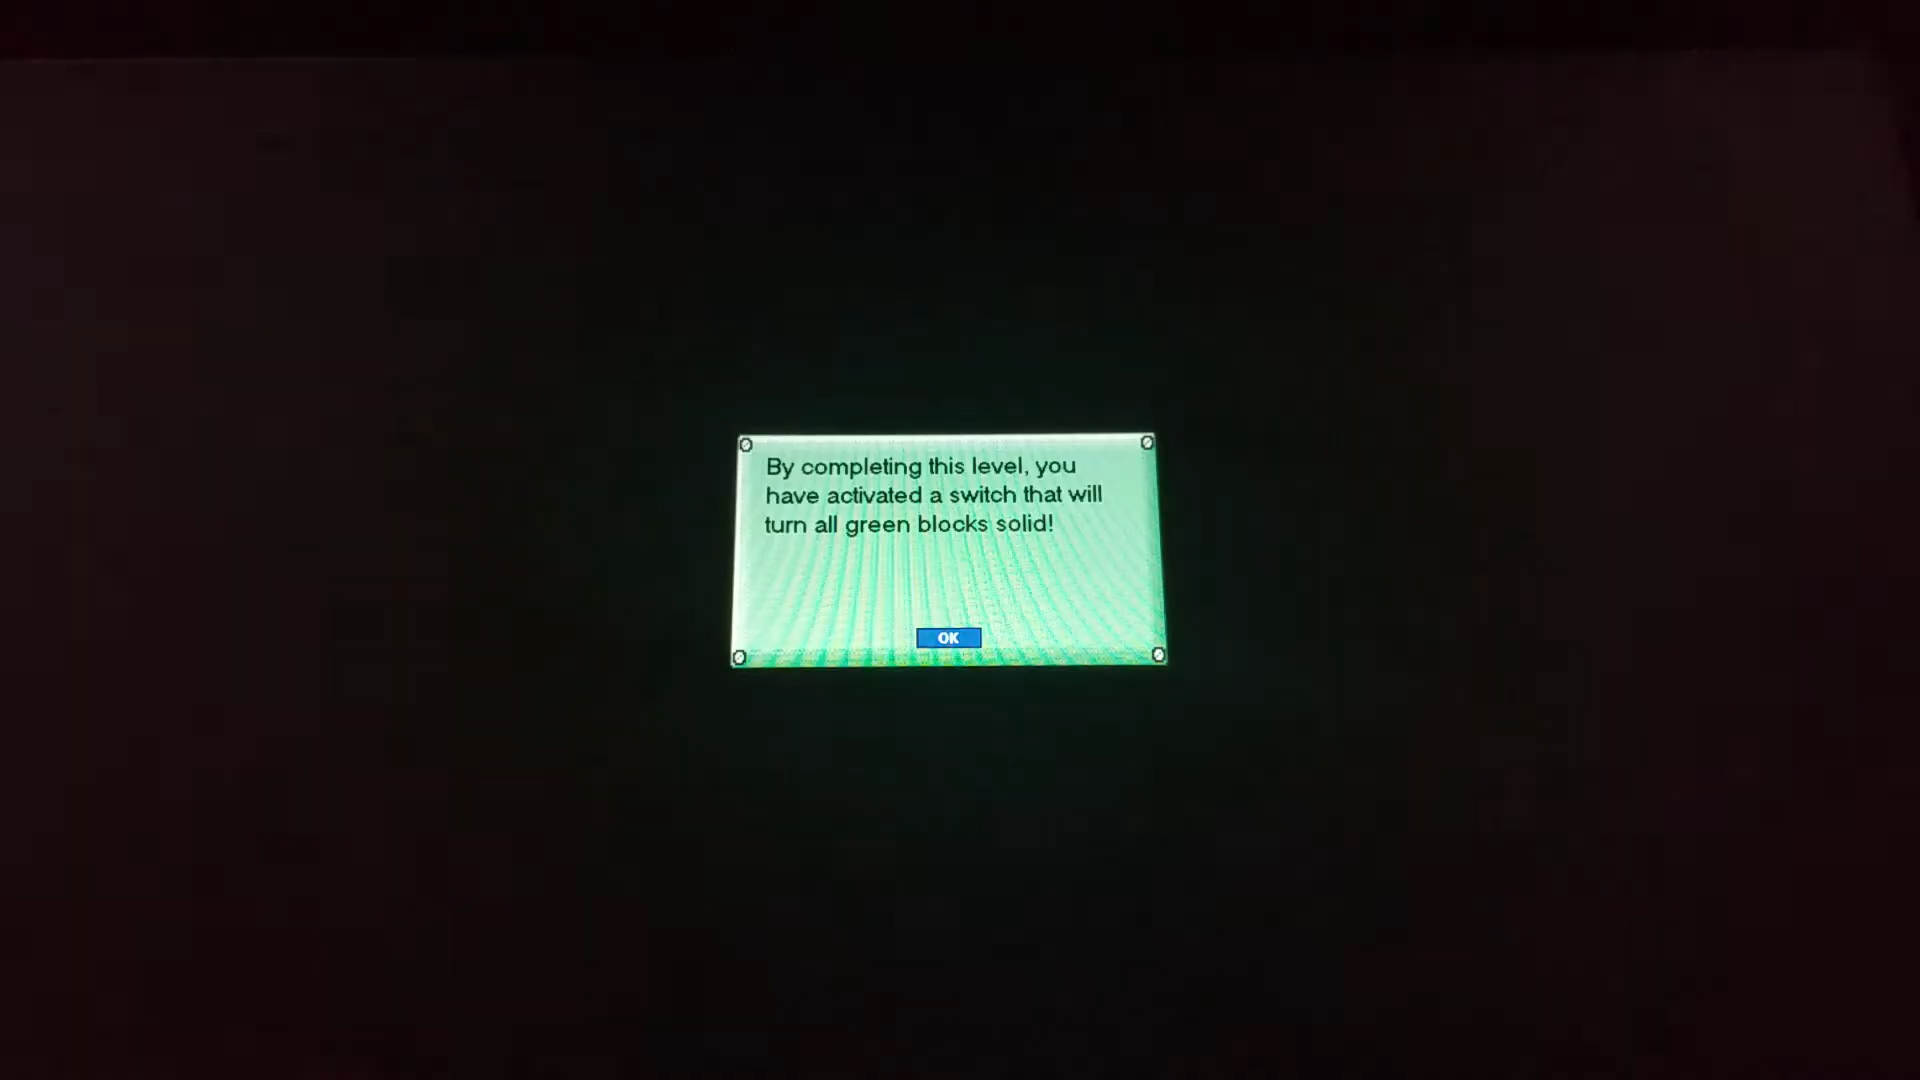 By completing this level, you
have activated a switch that will
turn all green blocks solid!
OK